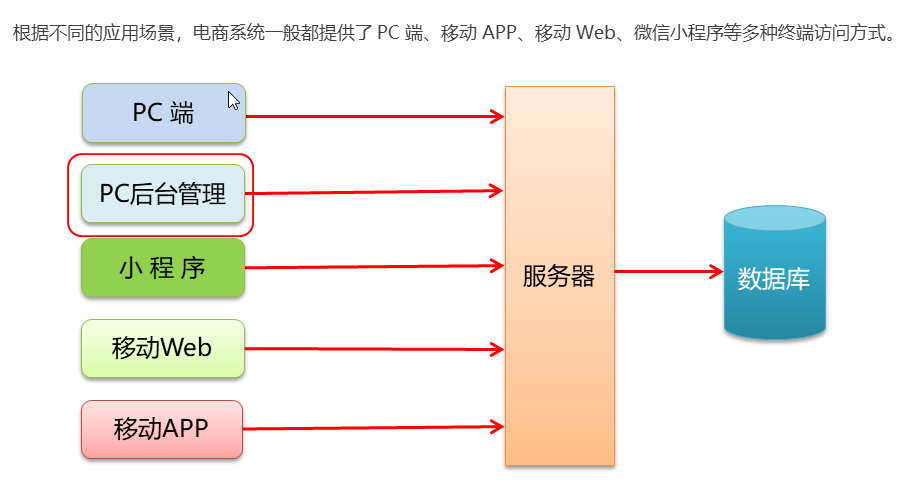 根据不同的应用场景，电商系统一般都提供了 PC 端、移动 APP、移动 Web、微信小程序等多种终端访问方式。
PC 端
PC后台管理
小 程 序
移动Web
移动APP
服务器
数据库